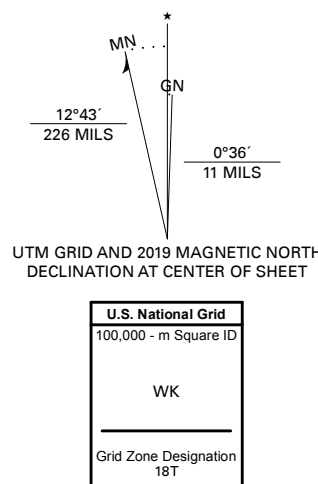 ★
MN
GN
12°43´
226 MILS
0°36´
11 MILS
UTM GRID AND 2019 MAGNETIC NORTH
DECLINATION AT CENTER OF SHEET
U.S. National Grid
100,000 - m Square ID
WK
Grid Zone Designation
18T